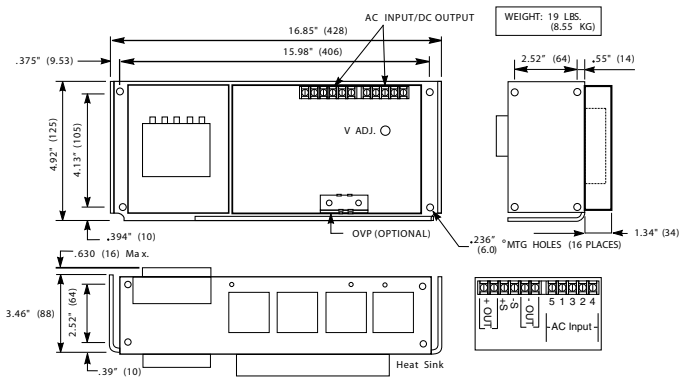 16.85" (428)
AC INPUT/DC OUTPUT
WEIGHT: 19 LBS.
(8.55 KG)
.375" (9.53)
15.98" (406)
2.52" (64)
.55" (14)
4.92" (125)
4.13" (105)
V ADJ.
.394" (10)
OVP (OPTIONAL)
.236"
(6.0)
MTG HOLES (16 PLACES)
1.34" (34)
.630 (16) Max.
3.46" (88)
2.52" (64)
.39" (10)
Heat Sink
+ OUT
+S
-S
- OUT
5 1 3 2 4
AC Input